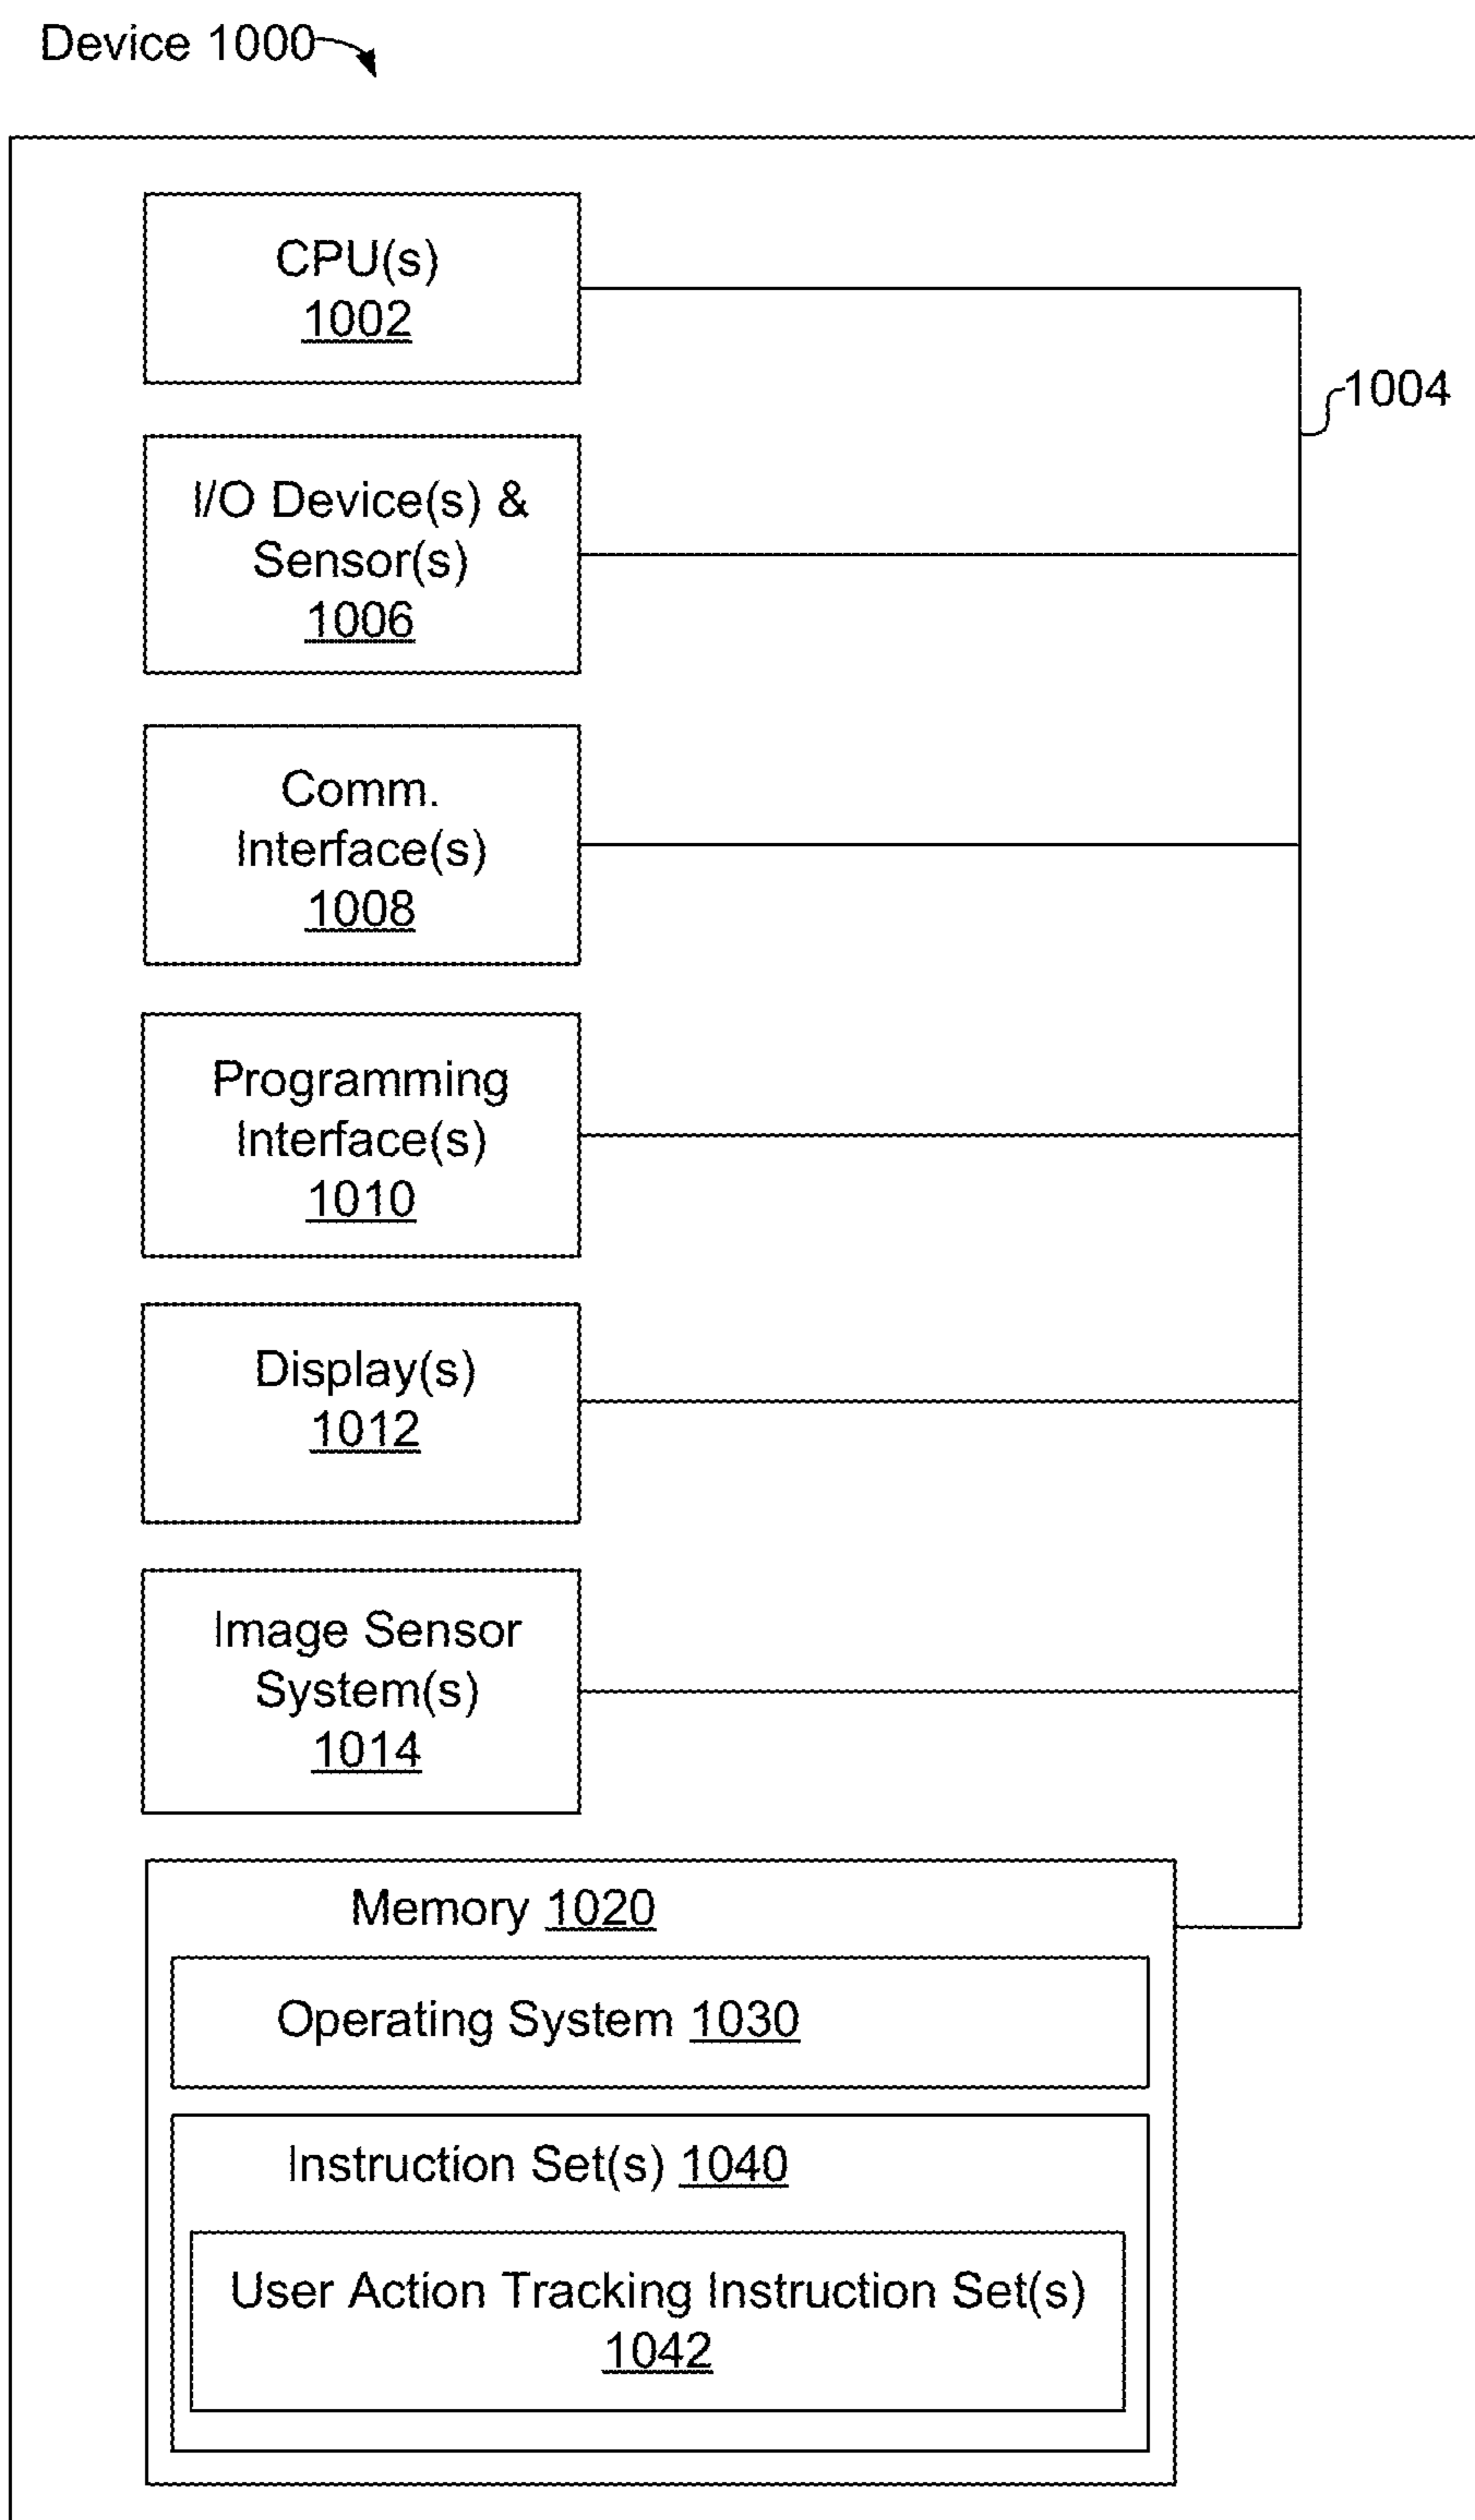 Device 1000
CPU(s)
1002
1004
I/O Device(s) &
Sensor(s)
1006
Comm.
Interface(s)
1008
Programming
Interface(s)
1010
Display(s)
1012
Image Sensor
System(s)
1014
Memory 1020
Operating System 1030
Instruction Set(s) 1040
User Action Tracking Instruction Set(s)
1042